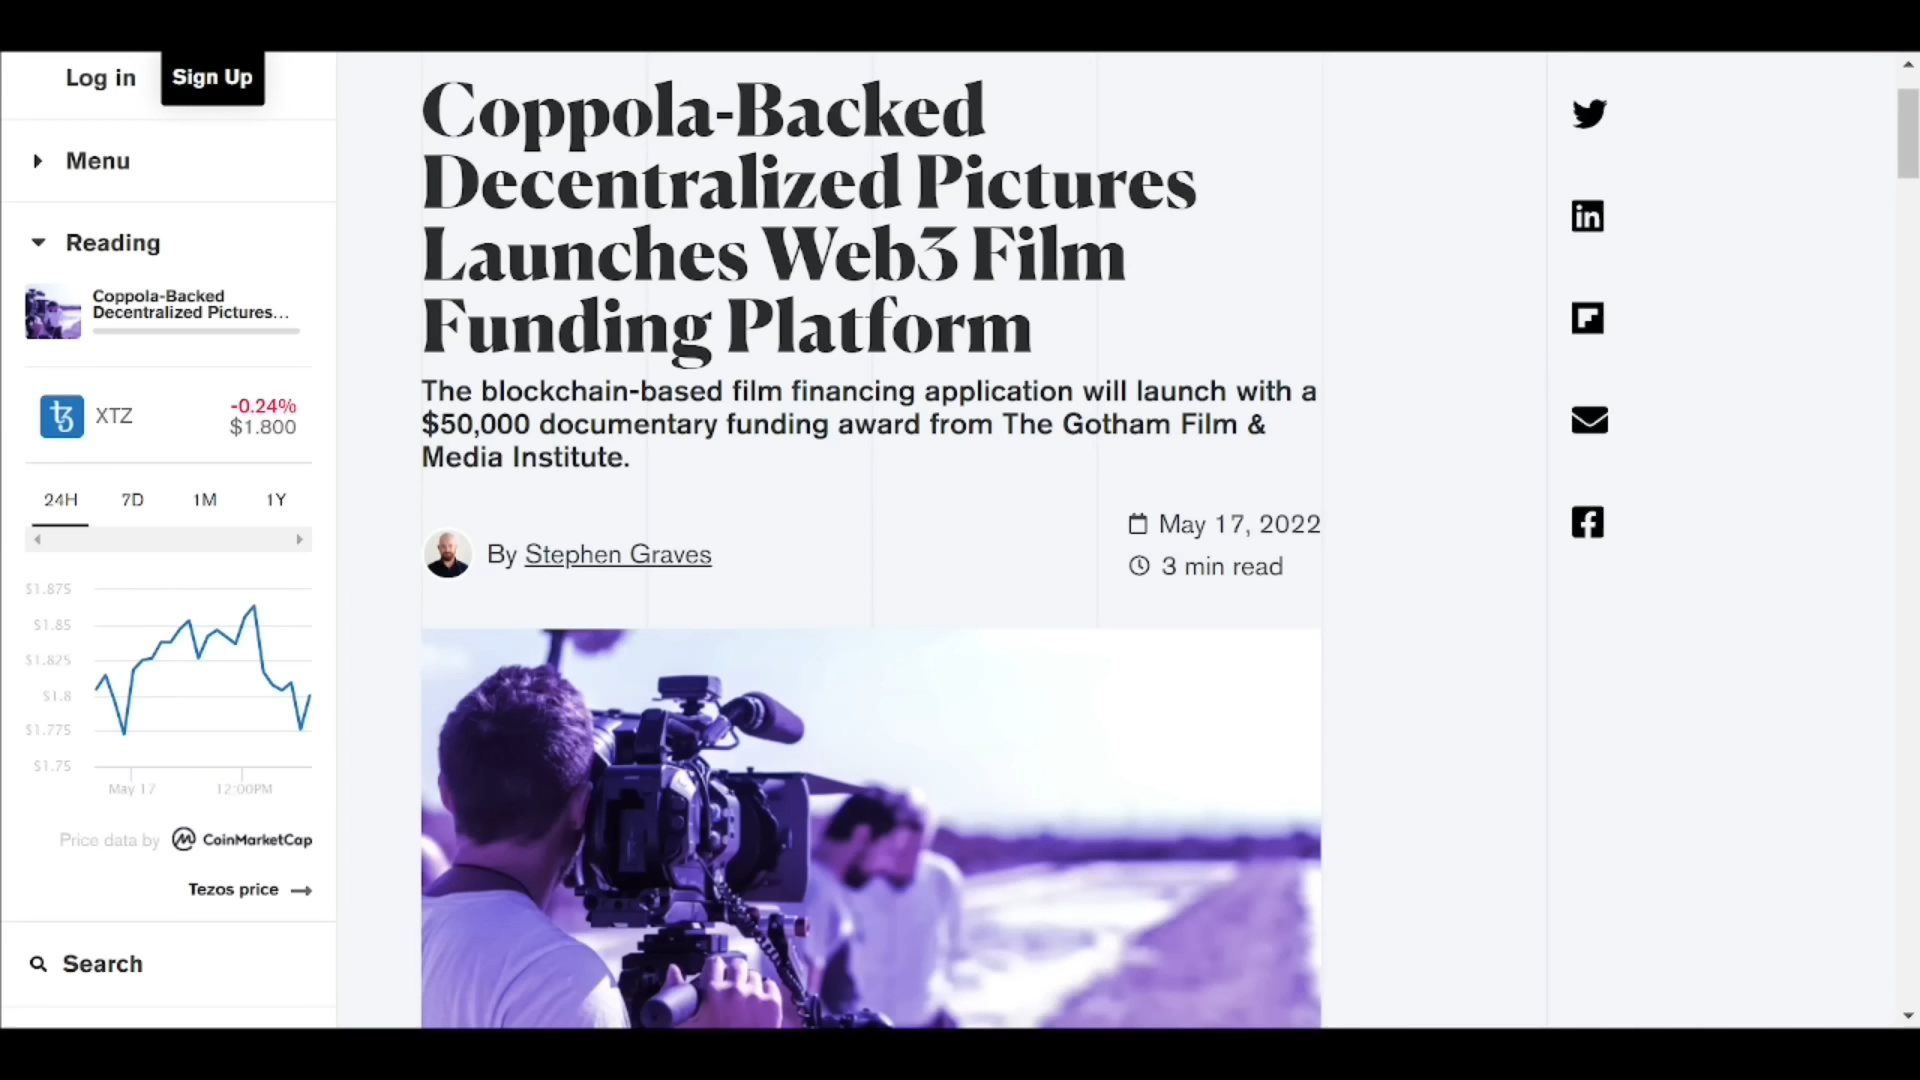 Log in
Sign Up
Menu
Reading
Coppola-Backed
Decentralized Pictures...
XTZ
-0.24%
$1.800
24H 7D 1M 1Y
$1.875
$1.85
$1.825
$1.8
$1.775
$1.75
May 17 12:00PM
Price data by CoinMarketCap
Tezos price
Search
Coppola-Backed
Decentralized Pictures
Launches Web3 Film
Funding Platform
The blockchain-based film financing application will launch with a
$50,000 documentary funding award from The Gotham Film &
Media Institute.
By Stephen Graves
May 17, 2022
3 min read